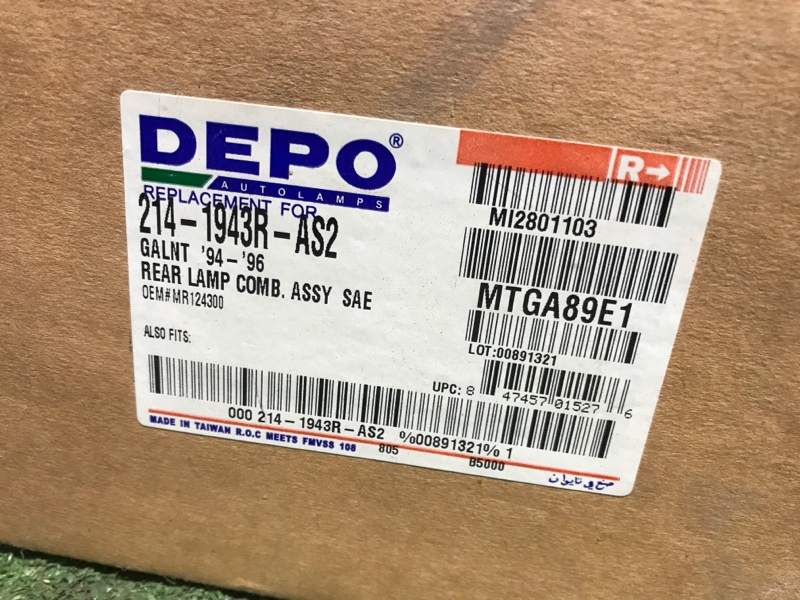 DEPO®
AUTOLAMPS
REPLACEMENT FOR
214-1943R-AS2
GALNT '94-'96
REAR LAMP COMB. ASSY SAE
OEM#MR124300
ALSO FITS:
R→
MI2801103
MTGA89E1
LOT:00891321
UPC: 8 47457 01527 6
000 214-1943R-AS2 %00891321% 1
MADE IN TAIWAN R.O.C MEETS FMVSS 108
805
B5000
صنع في تايوان